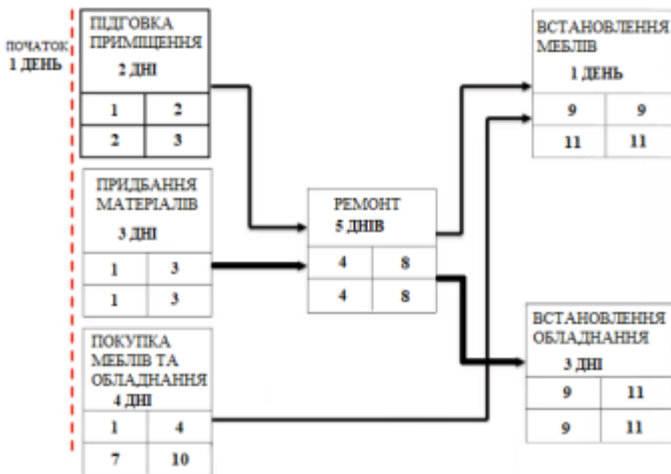 ПОЧАТОК
1 ДЕНЬ
ПІДГОВКА
ПРИМІЩЕННЯ
2 ДНІ
1 2
2 3
ПРИДБАННЯ
МАТЕРІАЛІВ
3 ДНІ
1 3
1 3
ПОКУПКА
МЕБЛІВ ТА
ОБЛАДНАННЯ
4 ДНІ
1 4
7 10
РЕМОНТ
5 ДНІВ
4 8
4 8
ВСТАНОВЛЕННЯ
МЕБЛІВ
1 ДЕНЬ
9 9
11 11
ВСТАНОВЛЕННЯ
ОБЛАДНАННЯ
3 ДНІ
9 11
9 11